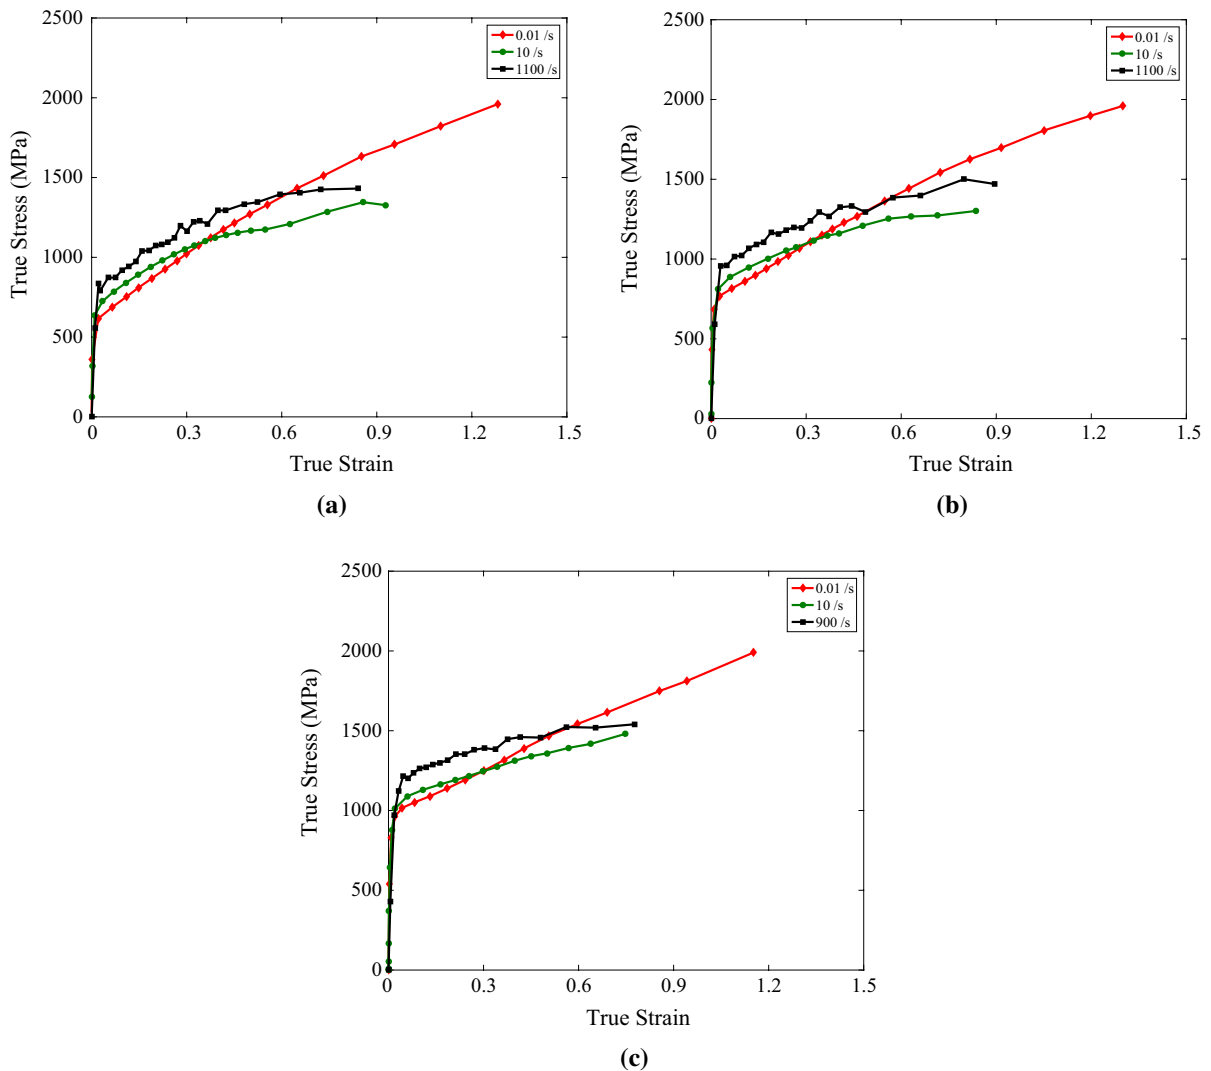 2500
2000
1500
1000
500
0
True Stress (MPa)
0.01 /s
10 /s
1100 /s
0 0.3 0.6 0.9 1.2 1.5
True Strain
(a)
2500
2000
1500
1000
500
0
True Stress (MPa)
0.01 /s
10 /s
1100 /s
0 0.3 0.6 0.9 1.2 1.5
True Strain
(b)
2500
2000
1500
1000
500
0
True Stress (MPa)
0.01 /s
10 /s
900 /s
0 0.3 0.6 0.9 1.2 1.5
True Strain
(c)